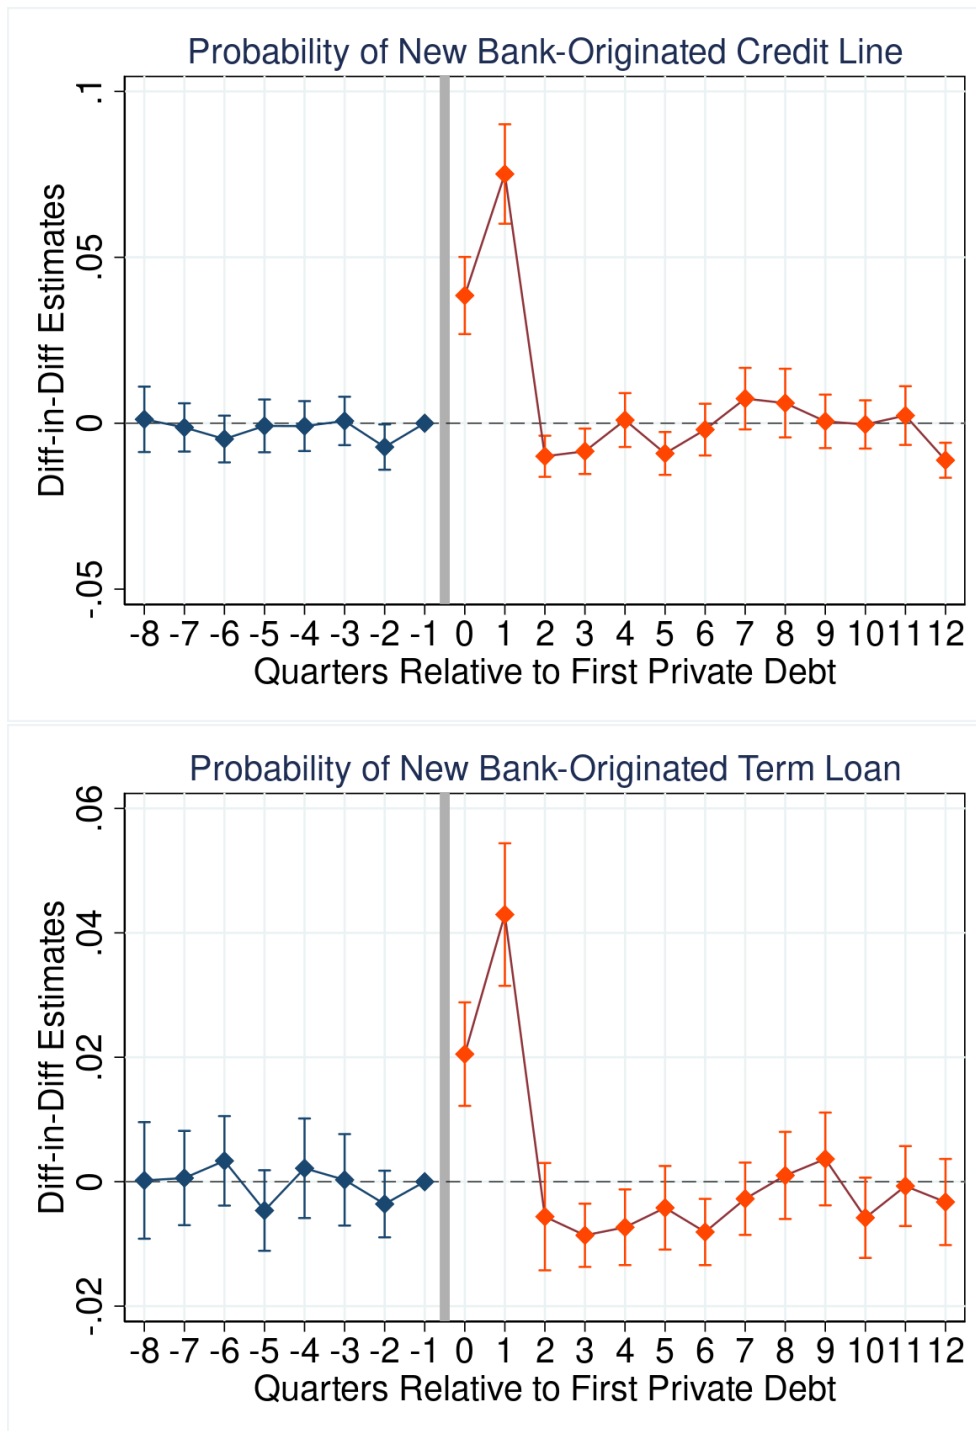 Probability of New Bank-Originated Credit Line
Diff-in-Diff Estimates
.1
.05
0
-.05
-8 -7 -6 -5 -4 -3 -2 -1 0 1 2 3 4 5 6 7 8 9 10 11 12
Quarters Relative to First Private Debt
Probability of New Bank-Originated Term Loan
Diff-in-Diff Estimates
.06
.04
.02
0
-.02
-8 -7 -6 -5 -4 -3 -2 -1 0 1 2 3 4 5 6 7 8 9 10 11 12
Quarters Relative to First Private Debt